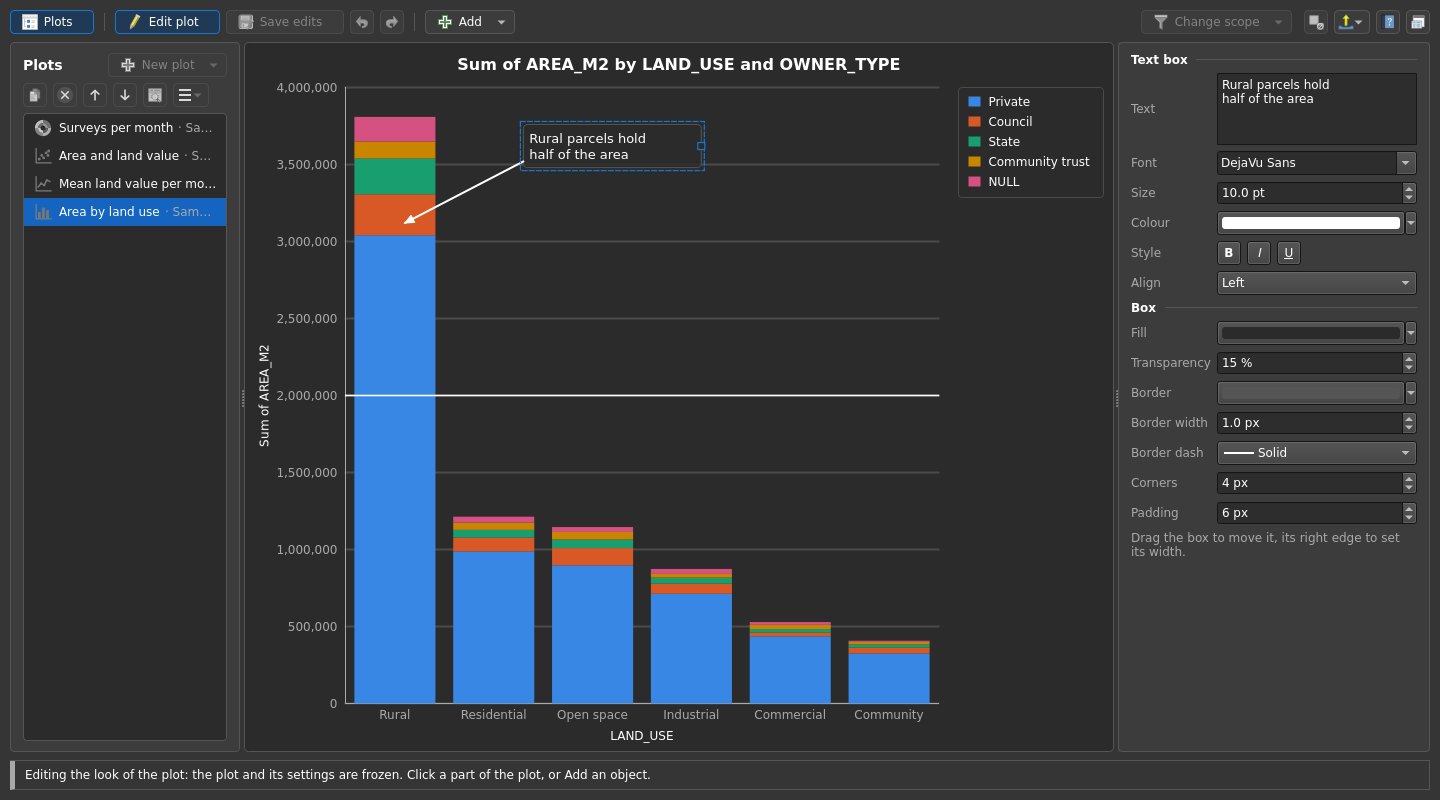 Plots
Edit plot
Save edits
Add
Change scope
Plots
New plot
Surveys per month · Sa...
Area and land value · S...
Mean land value per mo...
Area by land use · Sam...
Sum of AREA_M2 by LAND_USE and OWNER_TYPE
4,000,000
3,500,000
3,000,000
2,500,000
2,000,000
1,500,000
1,000,000
500,000
0
Sum of AREA_M2
Rural parcels hold
half of the area
Private
Council
State
Community trust
NULL
Rural
Residential
Open space
Industrial
Commercial
Community
LAND_USE
Text box
Text
Rural parcels hold
half of the area
Font
DejaVu Sans
Size
10.0 pt
Colour
Style
B
I
U
Align
Left
Box
Fill
Transparency
15 %
Border
Border width
1.0 px
Border dash
Solid
Corners
4 px
Padding
6 px
Drag the box to move it, its right edge to set
its width.
Editing the look of the plot: the plot and its settings are frozen. Click a part of the plot, or Add an object.